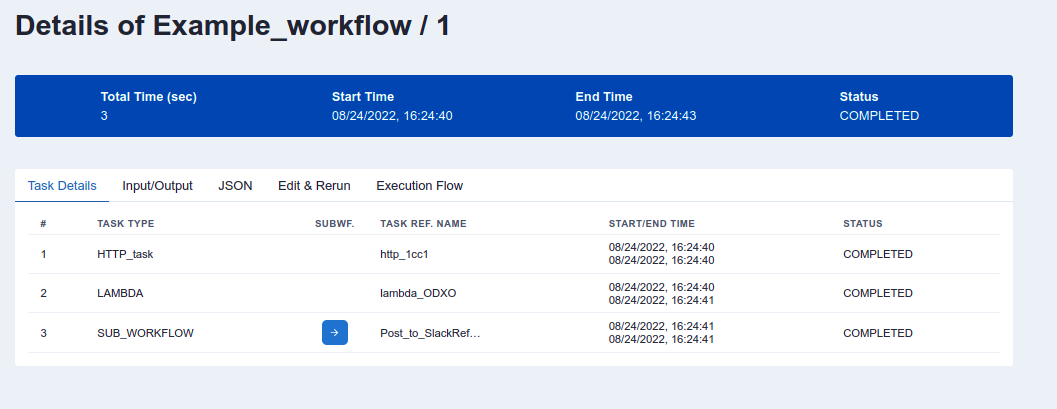 Details of Example_workflow / 1
Total Time (sec) Start Time End Time Status
3 08/24/2022, 16:24:40 08/24/2022, 16:24:43 COMPLETED
Task Details Input/Output JSON Edit & Rerun Execution Flow
# TASK TYPE SUBWF. TASK REF. NAME START/END TIME STATUS
1 HTTP_task http_1cc1 08/24/2022, 16:24:40 COMPLETED
08/24/2022, 16:24:40
2 LAMBDA lambda_ODXO 08/24/2022, 16:24:40 COMPLETED
08/24/2022, 16:24:41
3 SUB_WORKFLOW → Post_to_SlackRef… 08/24/2022, 16:24:41 COMPLETED
08/24/2022, 16:24:41